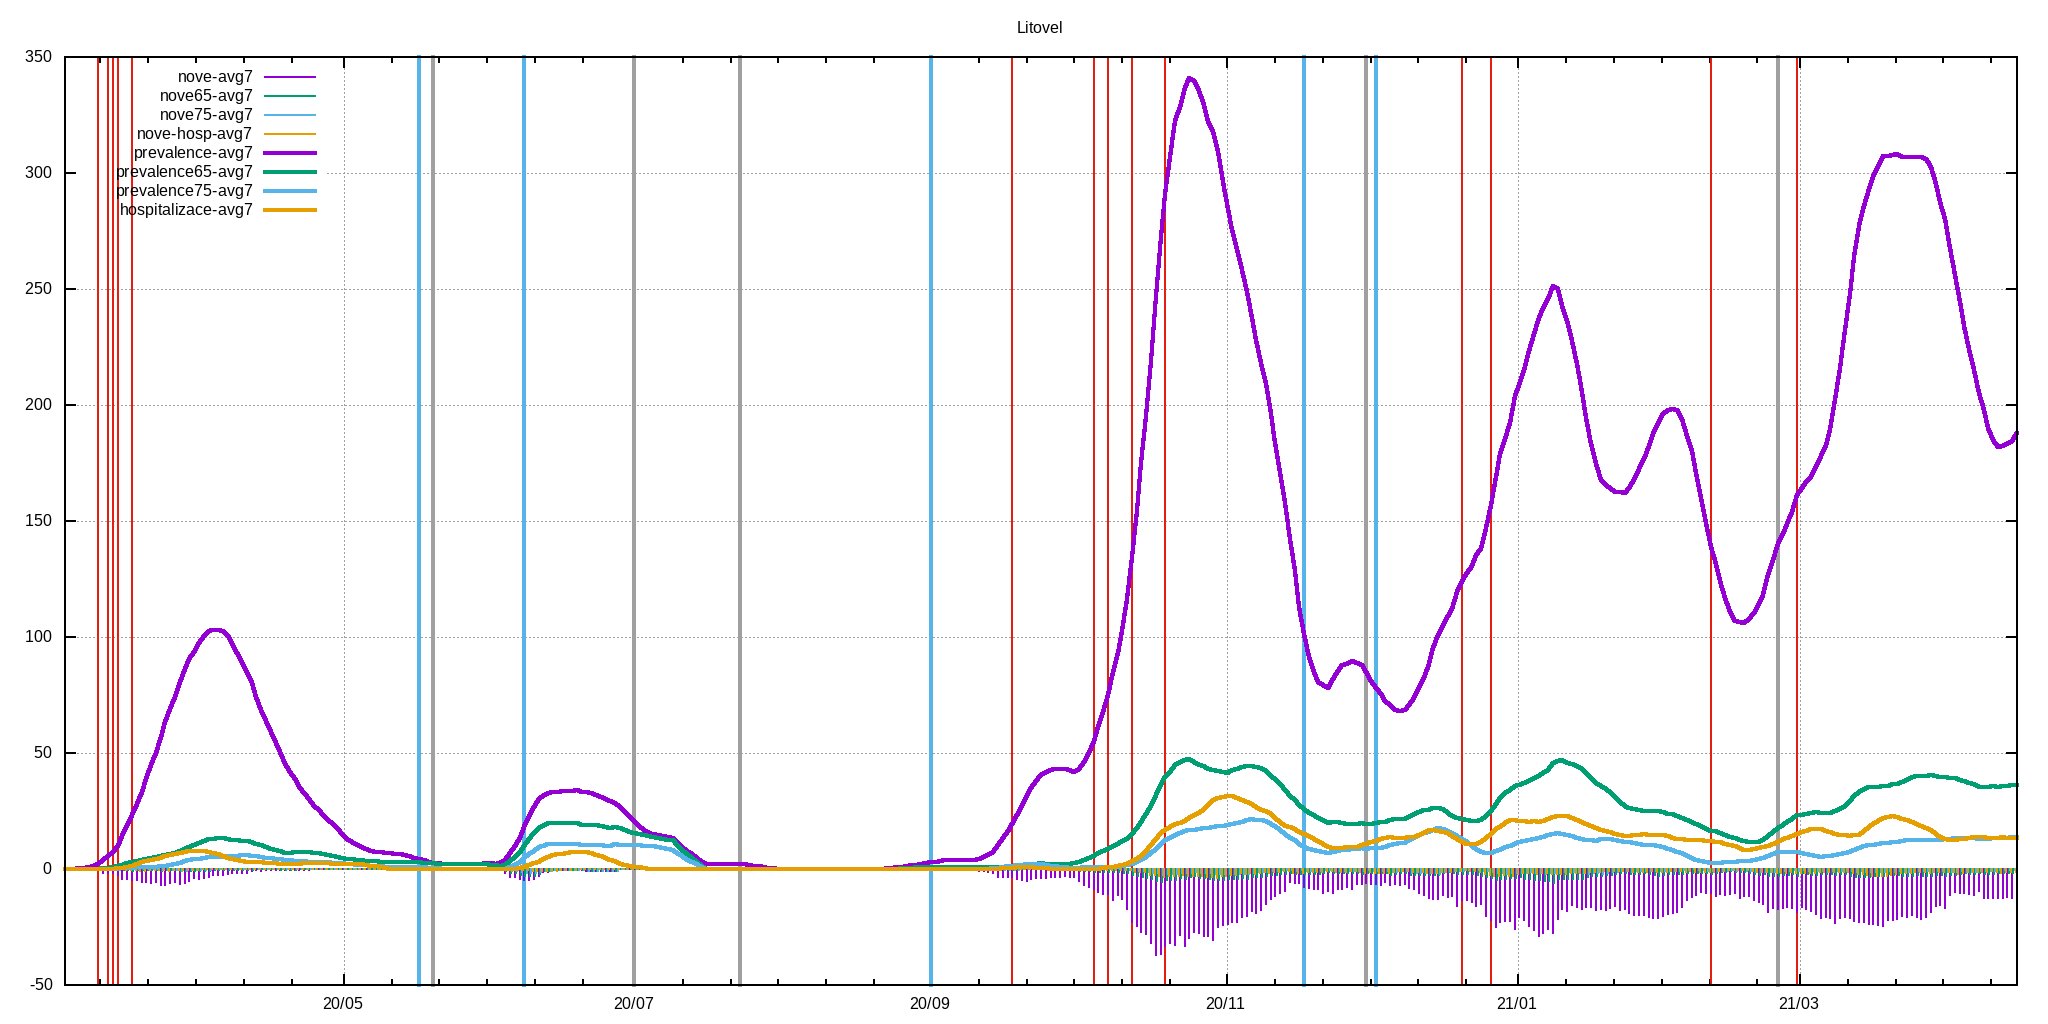 Litovel
350
300
250
200
150
100
50
0
-50
nove-avg7
nove65-avg7
nove75-avg7
nove-hosp-avg7
prevalence-avg7
prevalence65-avg7
prevalence75-avg7
hospitalizace-avg7
20/05 20/07 20/09 20/11 21/01 21/03